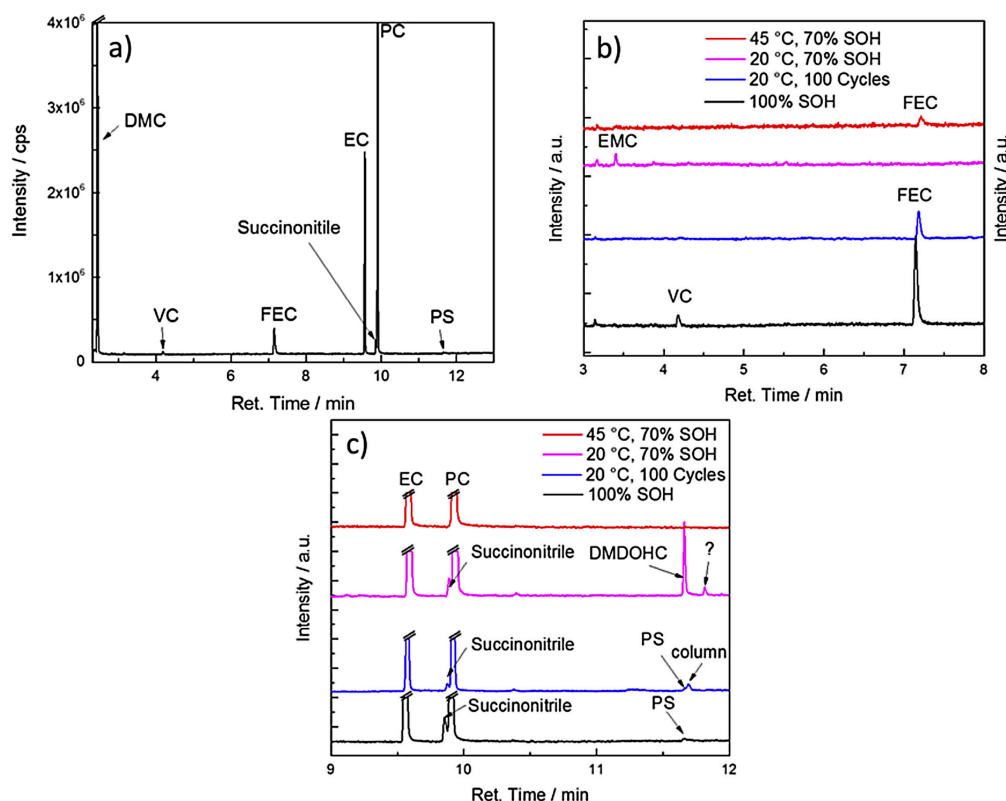 a)
Intensity / cps
4x10⁶
3x10⁶
2x10⁶
1x10⁶
0
DMC
VC
FEC
EC
Succinonitile
PC
PS
4
6
8
10
12
Ret. Time / min
b)
45 °C, 70% SOH
20 °C, 70% SOH
20 °C, 100 Cycles
100% SOH
Intensity / a.u.
FEC
EMC
FEC
VC
3
4
5
6
7
8
Ret. Time / min
Intensity / a.u.
c)
45 °C, 70% SOH
20 °C, 70% SOH
20 °C, 100 Cycles
100% SOH
Intensity / a.u.
EC
PC
Succinonitrile
DMDOHC
?
Succinonitrile
PS
column
Succinonitrile
PS
9
10
11
12
Ret. Time / min